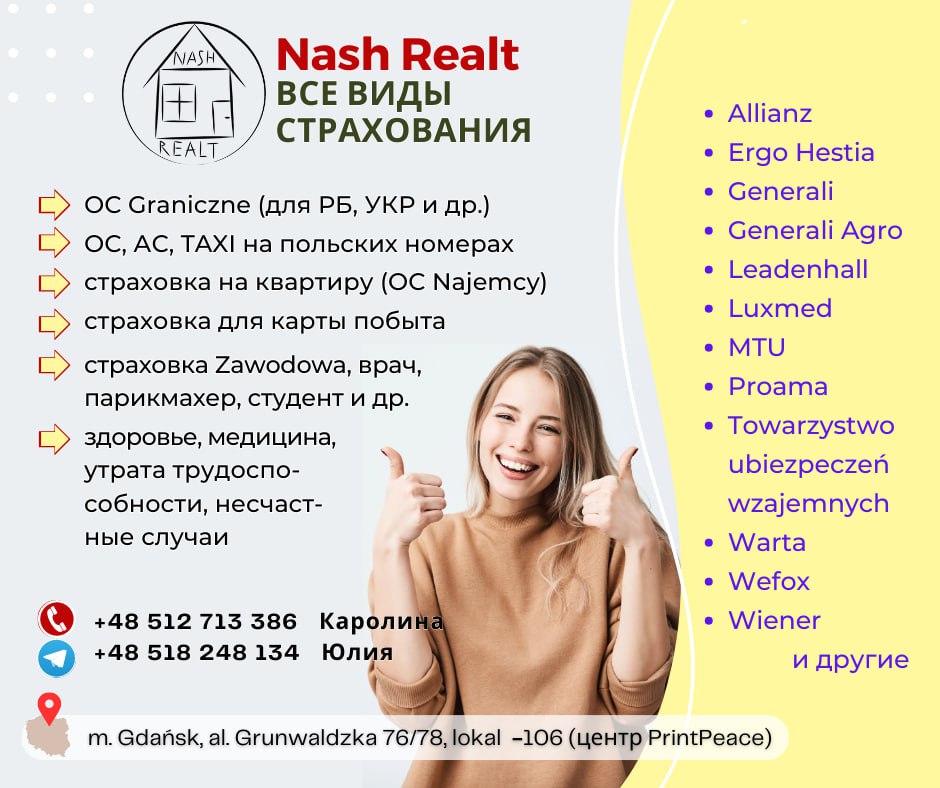 NASH
REALT
Nash Realt
ВСЕ ВИДЫ
СТРАХОВАНИЯ
OC Graniczne (для РБ, УКР и др.)
OC, AC, TAXI на польских номерах
страховка на квартиру (OC Najemcy)
страховка для карты побыта
страховка Zawodowa, врач,
парикмахер, студент и др.
здоровье, медицина,
утрата трудоспо-
собности, несчаст-
ные случаи
+48 512 713 386 Каролина
+48 518 248 134 Юлия
m. Gdańsk, al. Grunwaldzka 76/78, lokal -106 (центр PrintPeace)
• Allianz
• Ergo Hestia
• Generali
• Generali Agro
• Leadenhall
• Luxmed
• MTU
• Proama
• Towarzystwo
ubiezpeczeń
wzajemnych
• Warta
• Wefox
• Wiener
и другие